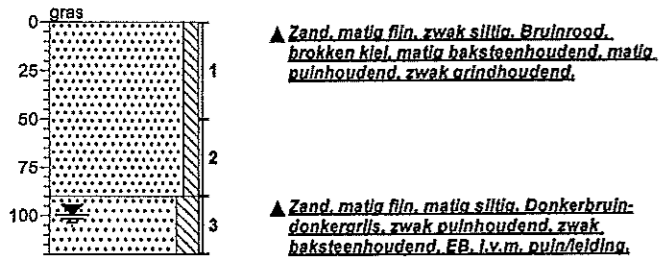 gras
0
▲ Zand, matig fijn, zwak siltig, Bruinrood,
brokken klei, matig baksteenhoudend, matig
puinhoudend, zwak grindhoudend,
25
1
50
2
75
100
3
▲ Zand, matig fijn, matig siltig, Donkerbruin-
donkergrijs, zwak puinhoudend, zwak
baksteenhoudend, EB, i.v.m. puin/leiding,